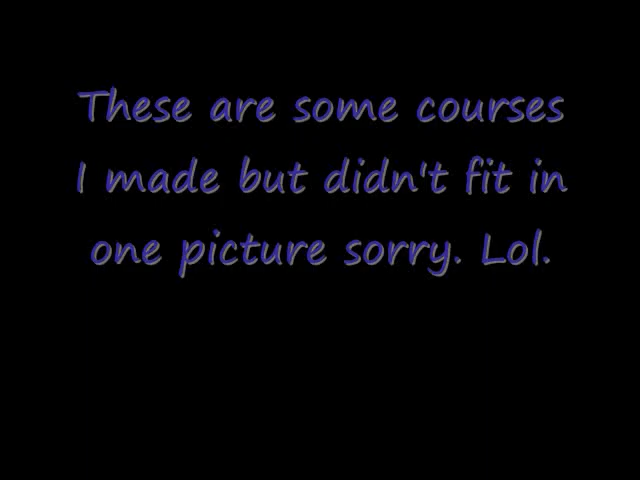 These are some courses
I made but didn't fit in
one picture sorry. Lol.